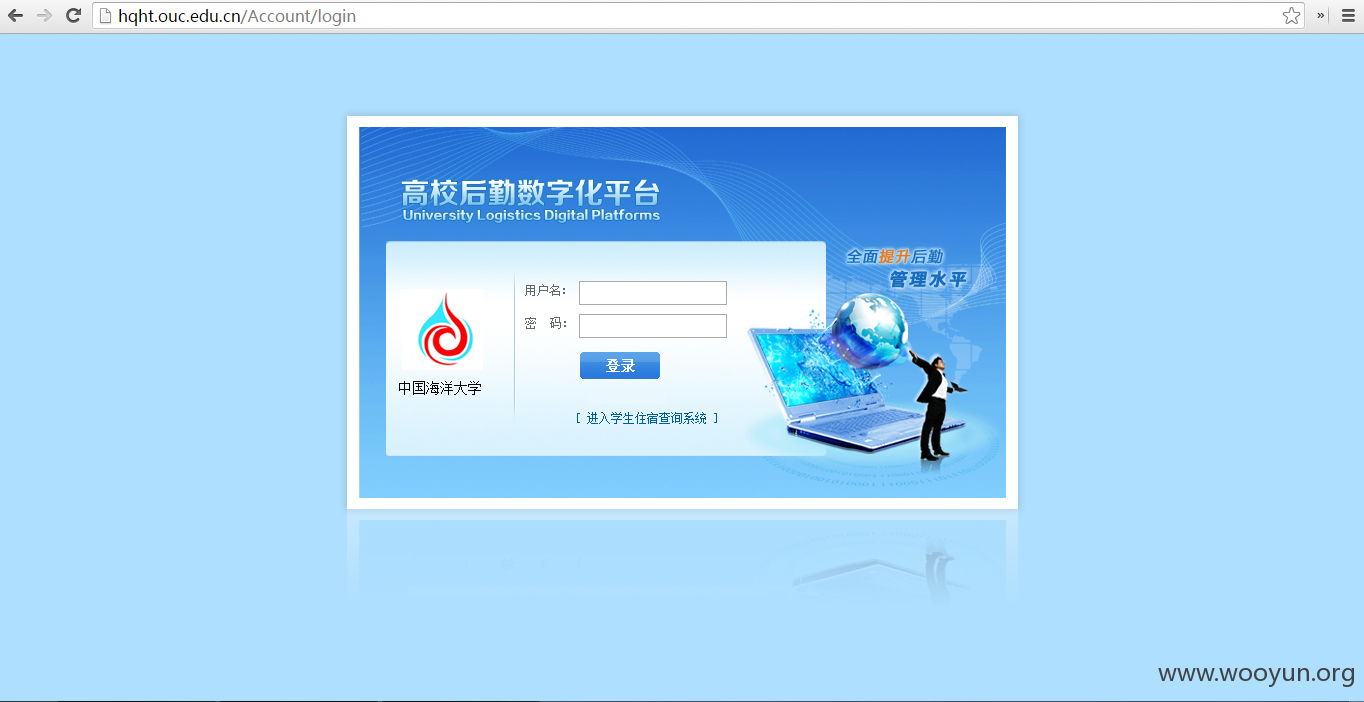 hqht.ouc.edu.cn/Account/login
高校后勤数字化平台
University Logistics Digital Platforms
全面提升后勤
管理水平
用户名:
密 码:
登录
中国海洋大学
[ 进入学生住宿查询系统 ]
www.wooyun.org